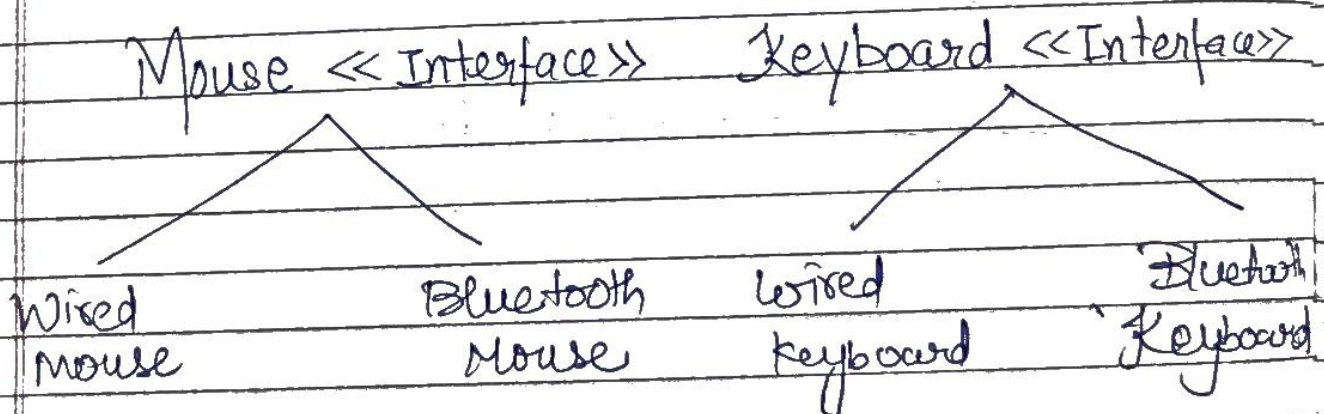 Mouse << Interface>> Keyboard <<Interface>>
Wired Bluetooth wired Bluetooth
Mouse Mouse keyboard Keyboard